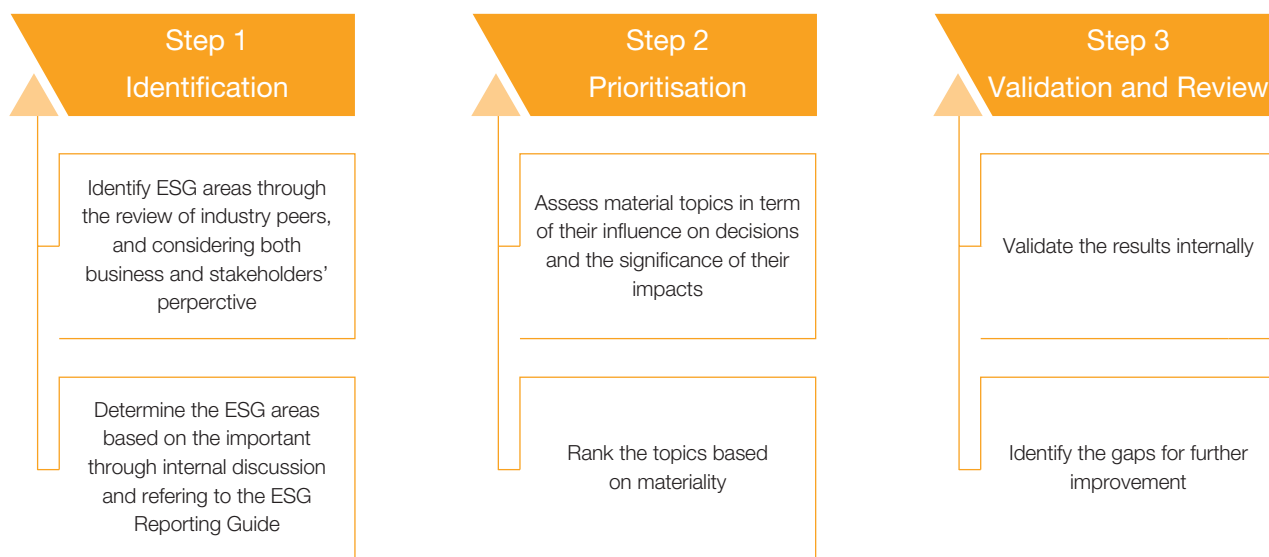 Step 1
Identification
Identify ESG areas through
the review of industry peers,
and considering both
business and stakeholders’
perperctive
Determine the ESG areas
based on the important
through internal discussion
and refering to the ESG
Reporting Guide
Step 2
Prioritisation
Assess material topics in term
of their influence on decisions
and the significance of their
impacts
Rank the topics based
on materiality
Step 3
Validation and Review
Validate the results internally
Identify the gaps for further
improvement